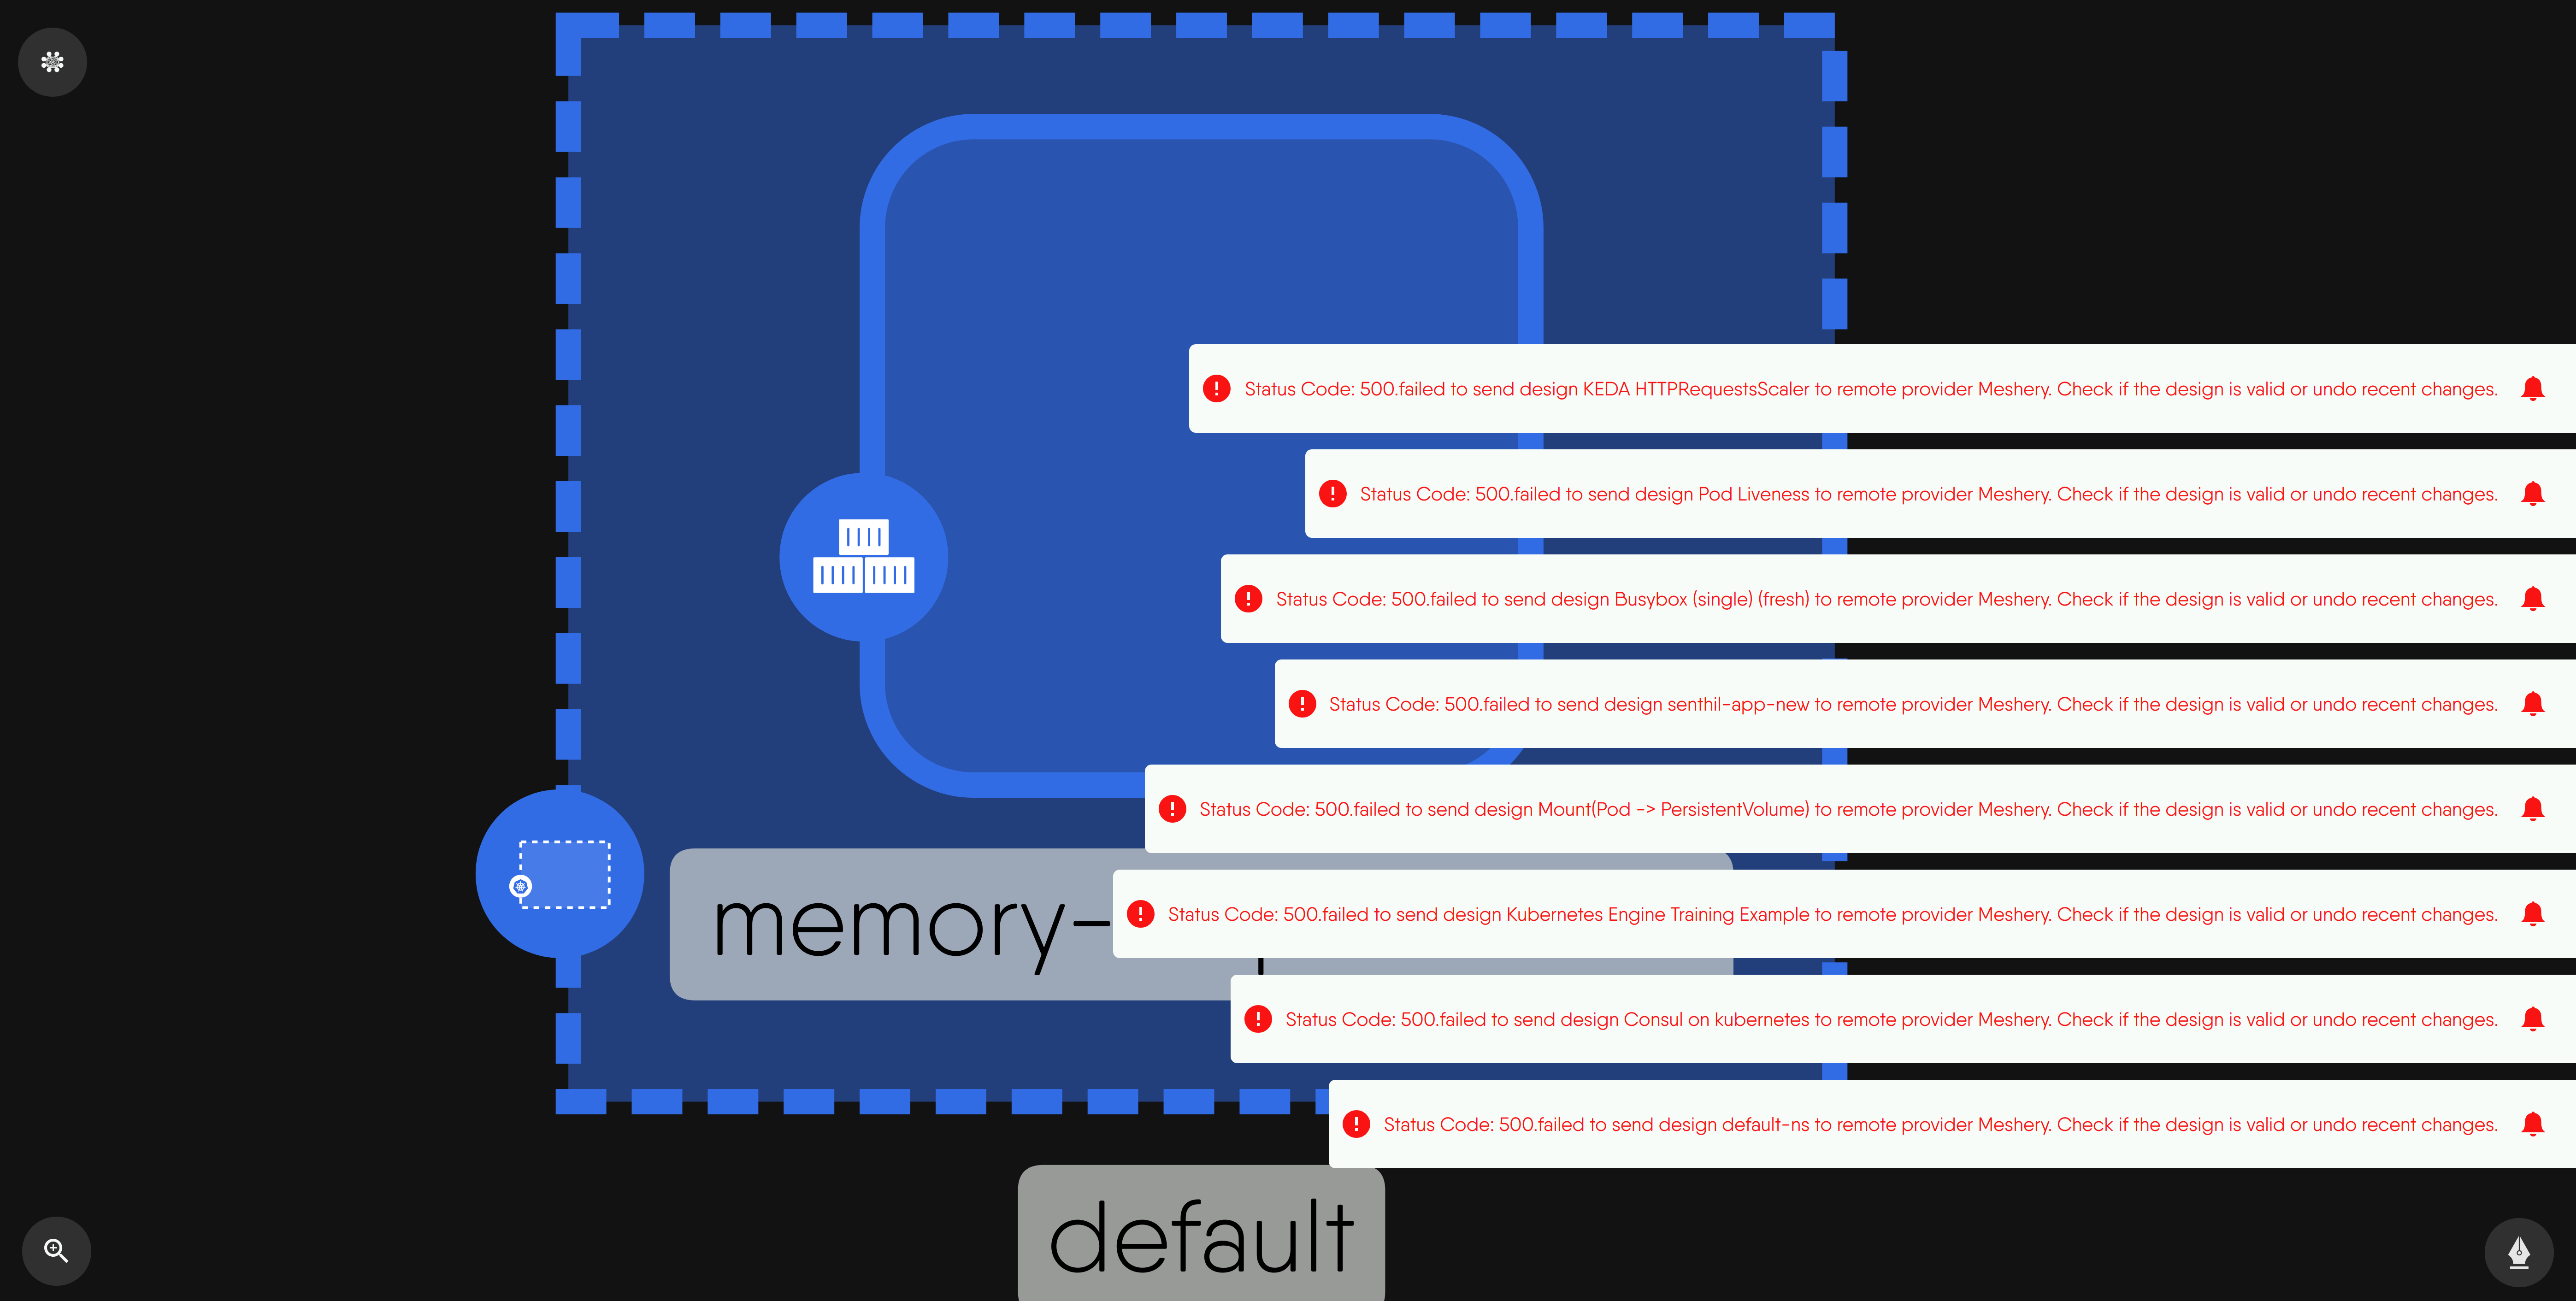 Status Code: 500.failed to send design KEDA HTTPRequestsScaler to remote provider Meshery. Check if the design is valid or undo recent changes.
Status Code: 500.failed to send design Pod Liveness to remote provider Meshery. Check if the design is valid or undo recent changes.
Status Code: 500.failed to send design Busybox (single) (fresh) to remote provider Meshery. Check if the design is valid or undo recent changes.
Status Code: 500.failed to send design senthil-app-new to remote provider Meshery. Check if the design is valid or undo recent changes.
Status Code: 500.failed to send design Mount(Pod -> PersistentVolume) to remote provider Meshery. Check if the design is valid or undo recent changes.
memory-
Status Code: 500.failed to send design Kubernetes Engine Training Example to remote provider Meshery. Check if the design is valid or undo recent changes.
Status Code: 500.failed to send design Consul on kubernetes to remote provider Meshery. Check if the design is valid or undo recent changes.
Status Code: 500.failed to send design default-ns to remote provider Meshery. Check if the design is valid or undo recent changes.
default